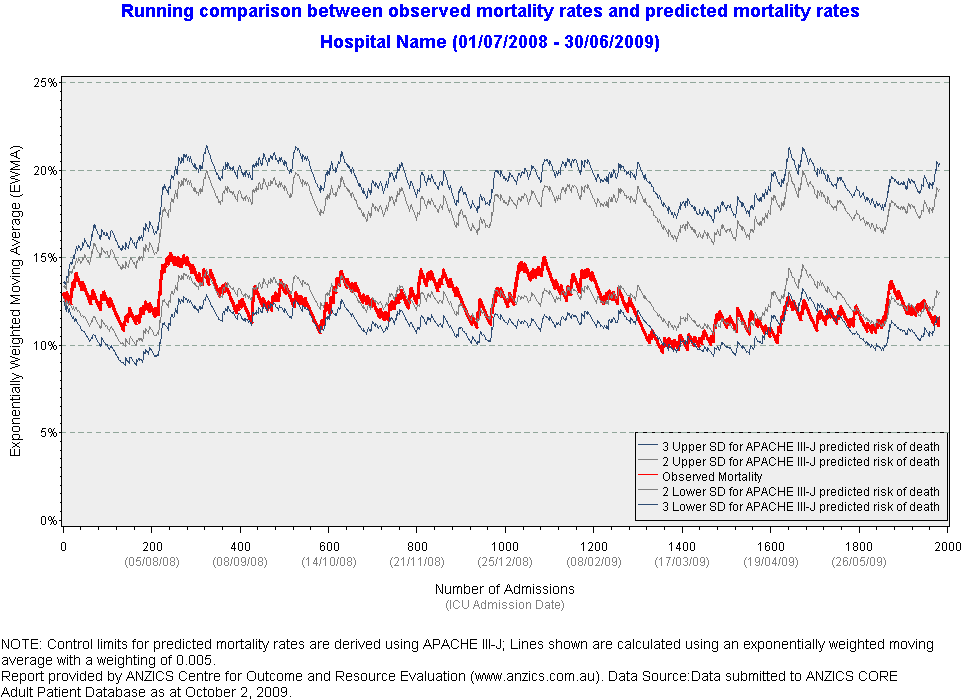 Running comparison between observed mortality rates and predicted mortality rates
Hospital Name (01/07/2008 - 30/06/2009)
Exponentially Weighted Moving Average (EWMA)
25%
20%
15%
10%
5%
0%
3 Upper SD for APACHE III-J predicted risk of death
2 Upper SD for APACHE III-J predicted risk of death
Observed Mortality
2 Lower SD for APACHE III-J predicted risk of death
3 Lower SD for APACHE III-J predicted risk of death
0 200 400 600 800 1000 1200 1400 1600 1800 2000
(05/08/08) (08/09/08) (14/10/08) (21/11/08) (25/12/08) (08/02/09) (17/03/09) (19/04/09) (26/05/09)
Number of Admissions
(ICU Admission Date)
NOTE: Control limits for predicted mortality rates are derived using APACHE III-J; Lines shown are calculated using an exponentially weighted moving
average with a weighting of 0.005.
Report provided by ANZICS Centre for Outcome and Resource Evaluation (www.anzics.com.au). Data Source:Data submitted to ANZICS CORE
Adult Patient Database as at October 2, 2009.